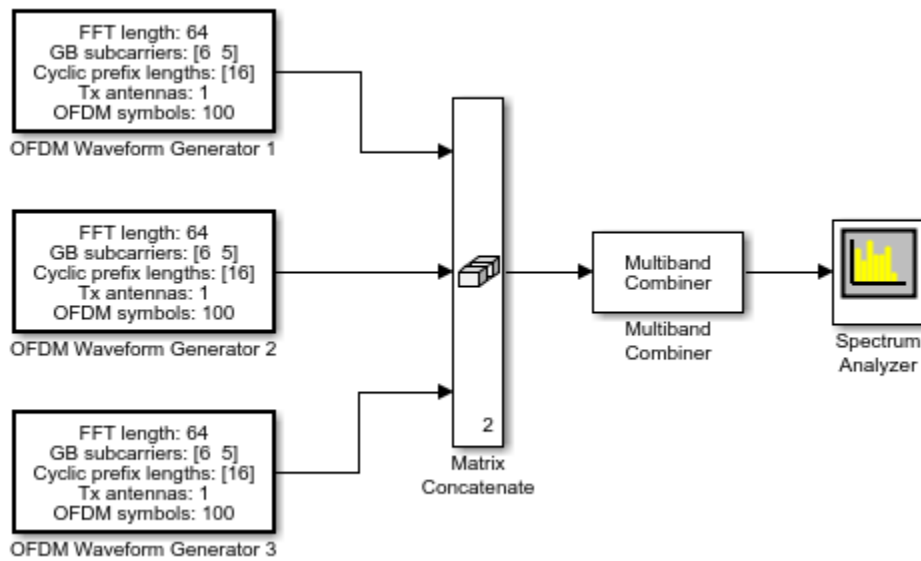 FFT length: 64
GB subcarriers: [6  5]
Cyclic prefix lengths: [16]
Tx antennas: 1
OFDM symbols: 100
OFDM Waveform Generator 1
FFT length: 64
GB subcarriers: [6  5]
Cyclic prefix lengths: [16]
Tx antennas: 1
OFDM symbols: 100
OFDM Waveform Generator 2
FFT length: 64
GB subcarriers: [6  5]
Cyclic prefix lengths: [16]
Tx antennas: 1
OFDM symbols: 100
OFDM Waveform Generator 3
2
Matrix
Concatenate
Multiband
Combiner
Multiband
Combiner
Spectrum
Analyzer